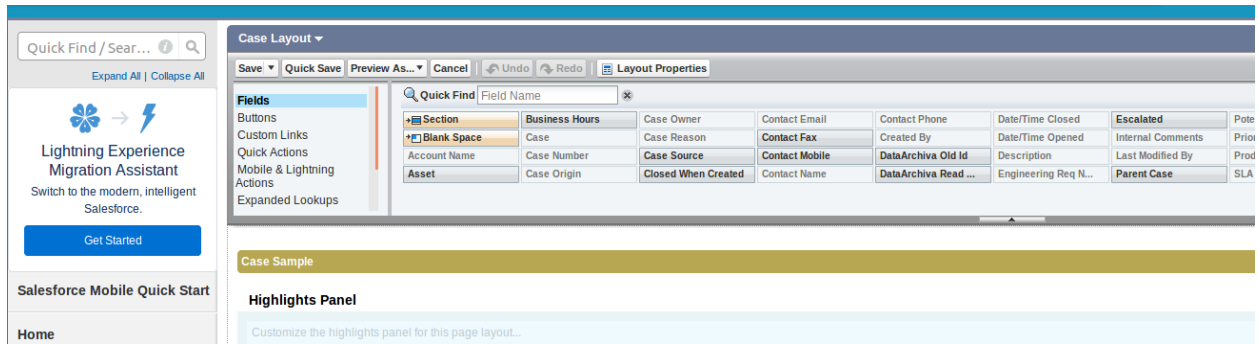 Quick Find / Sear...
Expand All | Collapse All
Lightning Experience
Migration Assistant
Switch to the modern, intelligent
Salesforce.
Get Started
Salesforce Mobile Quick Start
Home
Case Layout
Save Quick Save Preview As... Cancel Undo Redo Layout Properties
Fields
Buttons
Custom Links
Quick Actions
Mobile & Lightning
Actions
Expanded Lookups
Quick Find Field Name
Section Business Hours Case Owner Contact Email Contact Phone Date/Time Closed Escalated
Blank Space Case Case Reason Contact Fax Created By Date/Time Opened Internal Comments
Account Name Case Number Case Source Contact Mobile DataArchiva Old Id Description Last Modified By
Asset Case Origin Closed When Created Contact Name DataArchiva Read ... Engineering Req N... Parent Case SLA
Case Sample
Highlights Panel
Customize the highlights panel for this page layout...